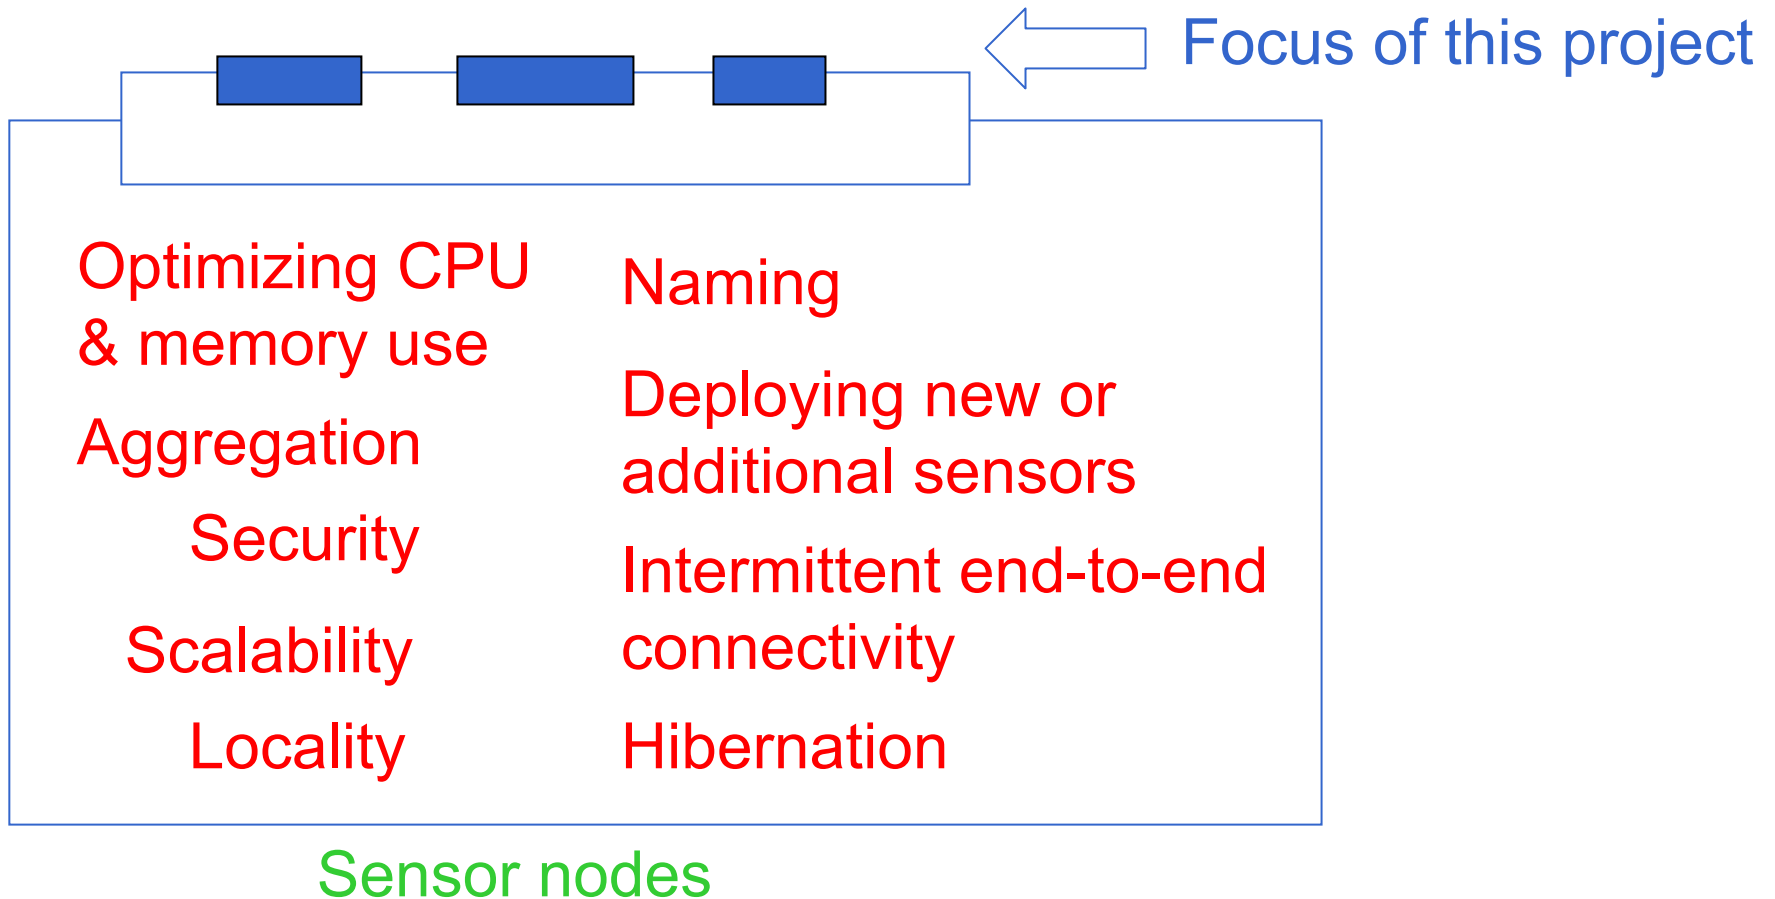 Focus of this project
Optimizing CPU
& memory use
Aggregation
Security
Scalability
Locality
Naming
Deploying new or
additional sensors
Intermittent end-to-end
connectivity
Hibernation
Sensor nodes